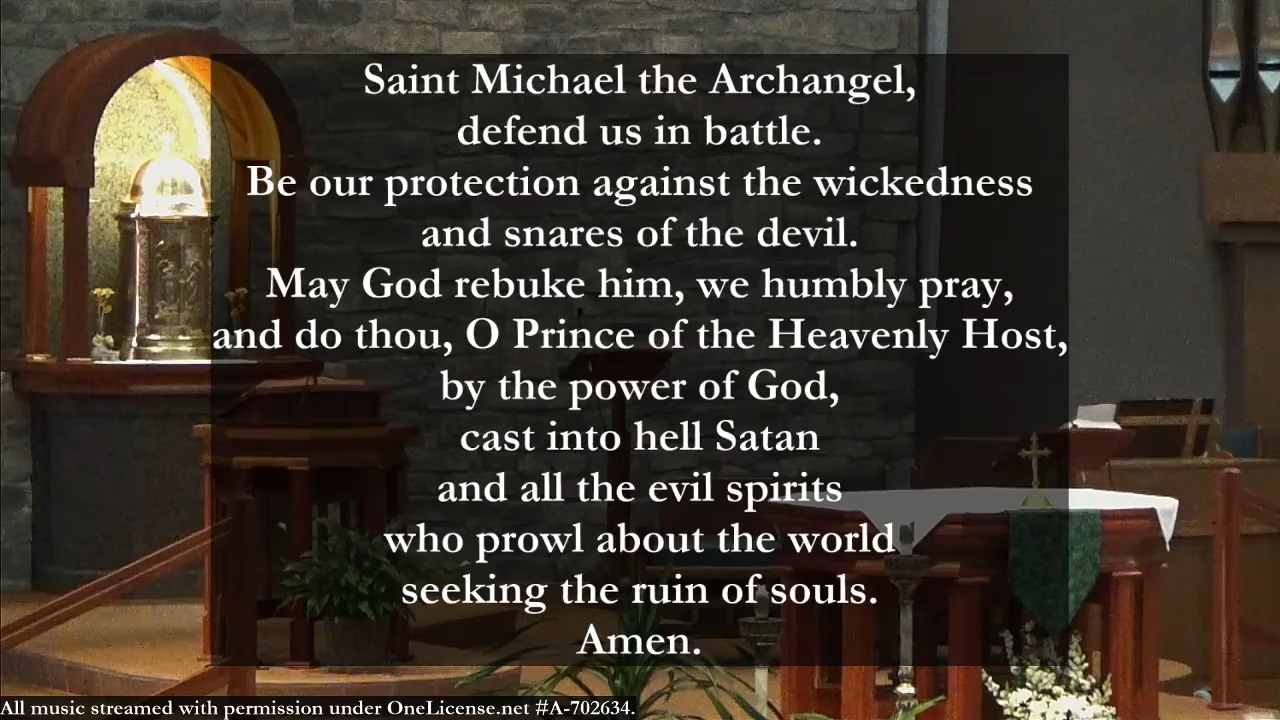 Saint Michael the Archangel,
defend us in battle.
Be our protection against the wickedness
and snares of the devil.
May God rebuke him, we humbly pray,
and do thou, O Prince of the Heavenly Host,
by the power of God,
cast into hell Satan
and all the evil spirits
who prowl about the world
seeking the ruin of souls.
Amen.
All music streamed with permission under OneLicense.net #A-702634.